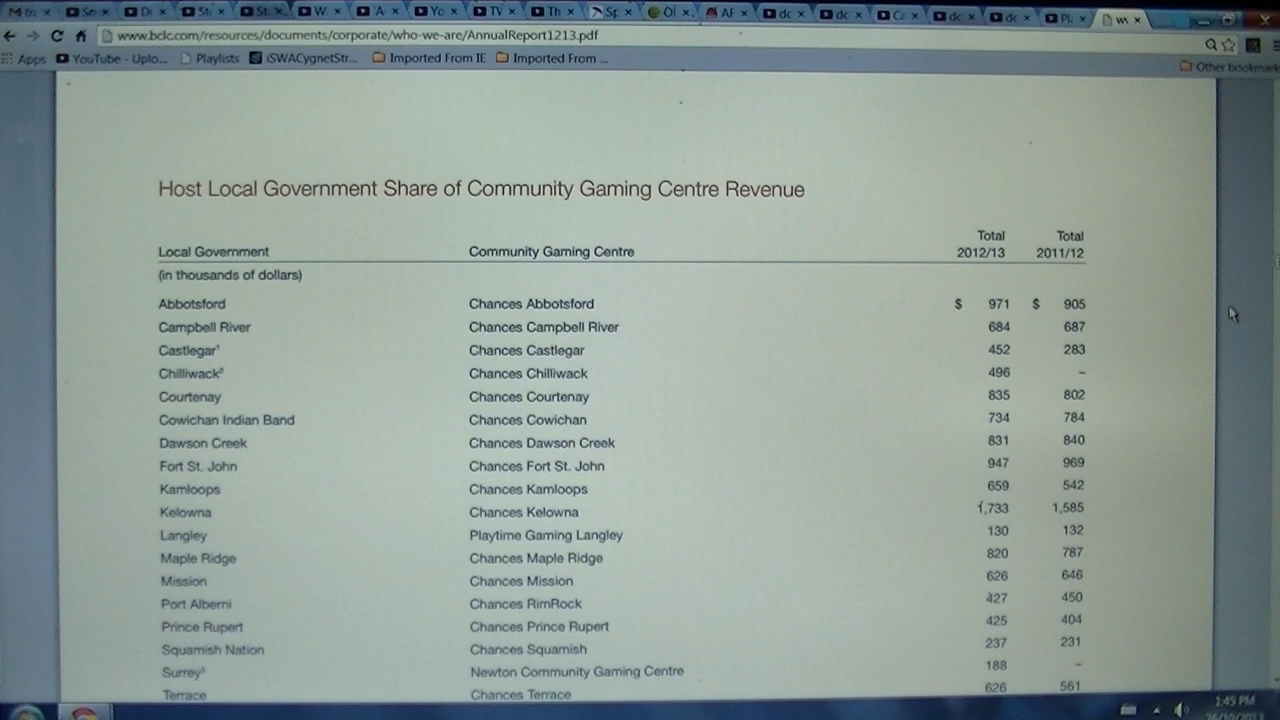 www.bclc.com/resources/documents/corporate/who-we-are/AnnualReport1213.pdf
Apps YouTube - Uplo... Playlists iSWACygnetStr... Imported From IE Imported From ...
Other bookmark
Host Local Government Share of Community Gaming Centre Revenue
Total Total
Local Government Community Gaming Centre 2012/13 2011/12
(in thousands of dollars)
Abbotsford Chances Abbotsford $ 971 $ 905
Campbell River Chances Campbell River 684 687
Castlegar¹ Chances Castlegar 452 283
Chilliwack² Chances Chilliwack 496 –
Courtenay Chances Courtenay 835 802
Cowichan Indian Band Chances Cowichan 734 784
Dawson Creek Chances Dawson Creek 831 840
Fort St. John Chances Fort St. John 947 969
Kamloops Chances Kamloops 659 542
Kelowna Chances Kelowna 1,733 1,585
Langley Playtime Gaming Langley 130 132
Maple Ridge Chances Maple Ridge 820 787
Mission Chances Mission 626 646
Port Alberni Chances RimRock 427 450
Prince Rupert Chances Prince Rupert 425 404
Squamish Nation Chances Squamish 237 231
Surrey³ Newton Community Gaming Centre 188 –
Terrace Chances Terrace 626 561
1:45 PM